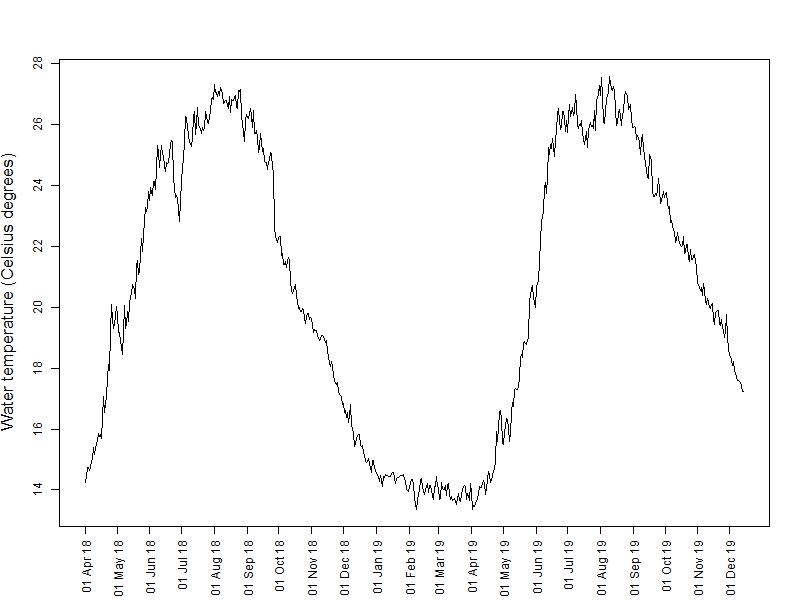 Water temperature (Celsius degrees)
28
26
24
22
20
18
16
14
01 Apr 18
01 May 18
01 Jun 18
01 Jul 18
01 Aug 18
01 Sep 18
01 Oct 18
01 Nov 18
01 Dec 18
01 Jan 19
01 Feb 19
01 Mar 19
01 Apr 19
01 May 19
01 Jun 19
01 Jul 19
01 Aug 19
01 Sep 19
01 Oct 19
01 Nov 19
01 Dec 19